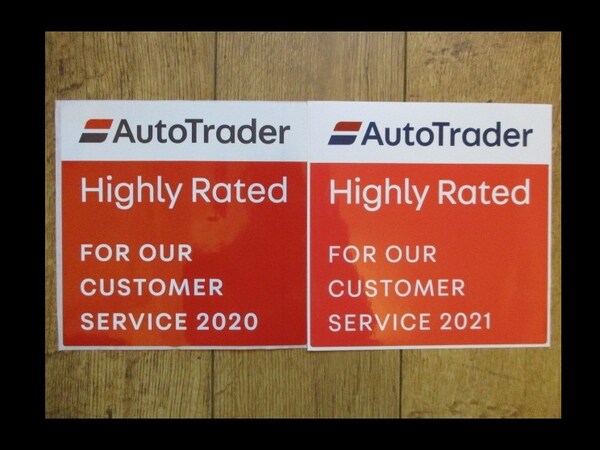 AutoTrader
Highly Rated
FOR OUR
CUSTOMER
SERVICE 2020
AutoTrader
Highly Rated
FOR OUR
CUSTOMER
SERVICE 2021